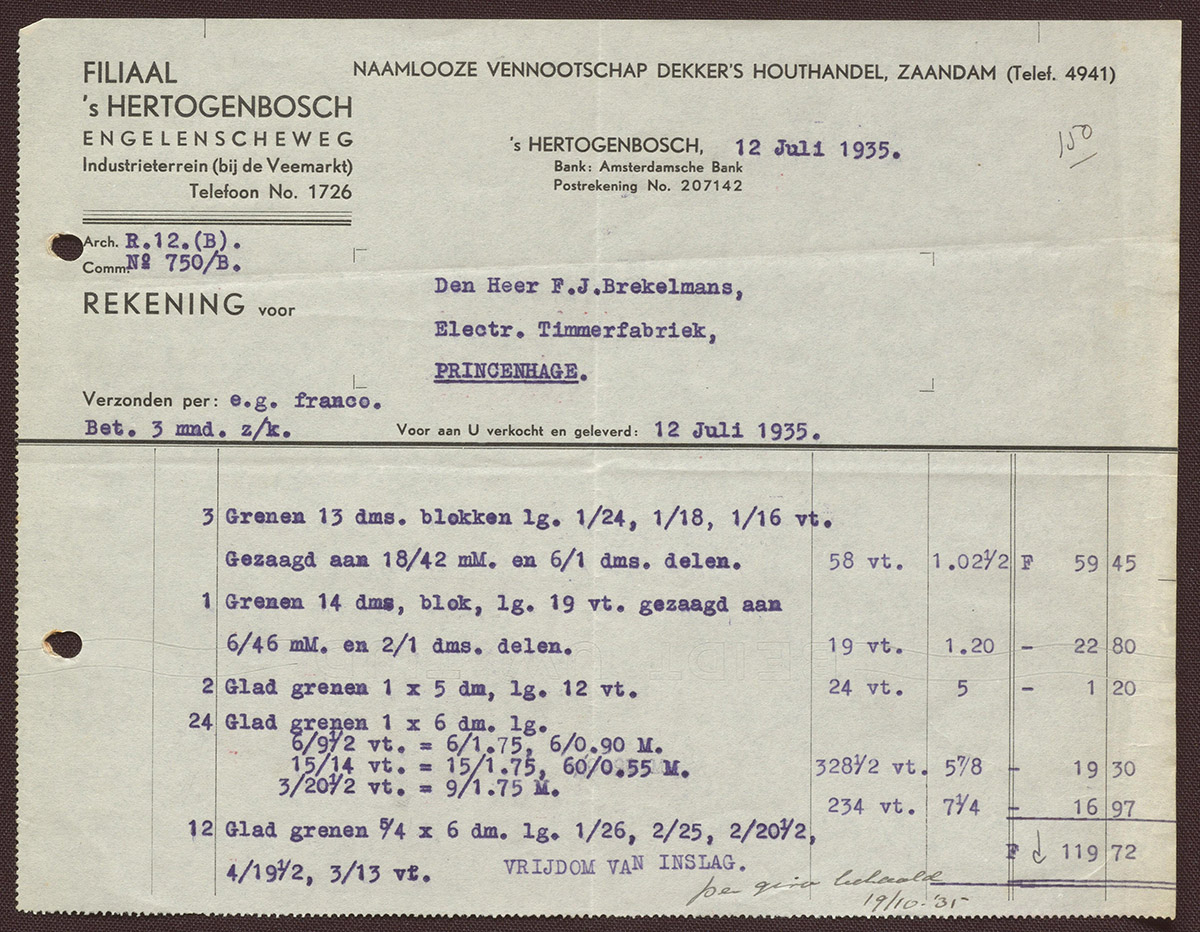 FILIAAL
's HERTOGENBOSCH
ENGELENSCHEWEG
Industrieterrein (bij de Veemarkt)
Telefoon No. 1726
NAAMLOOZE VENNOOTSCHAP DEKKER'S HOUTHANDEL, ZAANDAM (Telef. 4941)
's HERTOGENBOSCH, 12 Juli 1935.
Bank: Amsterdamsche Bank
Postrekening No. 207142
150
Arch. R.12.(B).
Comm. Nº 750/B.
REKENING voor
Den Heer F.J.Brekelmans,
Electr. Timmerfabriek,
PRINCENHAGE.
Verzonden per: e.g. franco.
Bet. 3 mnd. z/k. Voor aan U verkocht en geleverd: 12 Juli 1935.
3 Grenen 13 dms. blokken lg. 1/24, 1/18, 1/16 vt.
Gezaagd aan 18/42 mM. en 6/1 dms. delen. 58 vt. 1.02½ F 59 45
1 Grenen 14 dms, blok, lg. 19 vt. gezaagd aan
6/46 mM. en 2/1 dms. delen. 19 vt. 1.20 - 22 80
2 Glad grenen 1 x 5 dm, lg. 12 vt. 24 vt. 5 - 1 20
24 Glad grenen 1 x 6 dm. lg.
6/9½ vt. = 6/1.75, 6/0.90 M.
15/14 vt. = 15/1.75, 60/0.55 M. 328½ vt. 5⅞ - 19 30
3/20½ vt. = 9/1.75 M.
234 vt. 7¼ - 16 97
12 Glad grenen 5/4 x 6 dm. lg. 1/26, 2/25, 2/20½,
F 119 72
4/19½, 3/13 vt. VRIJDOM VAN INSLAG.
per giro betaald
19/10-'35-